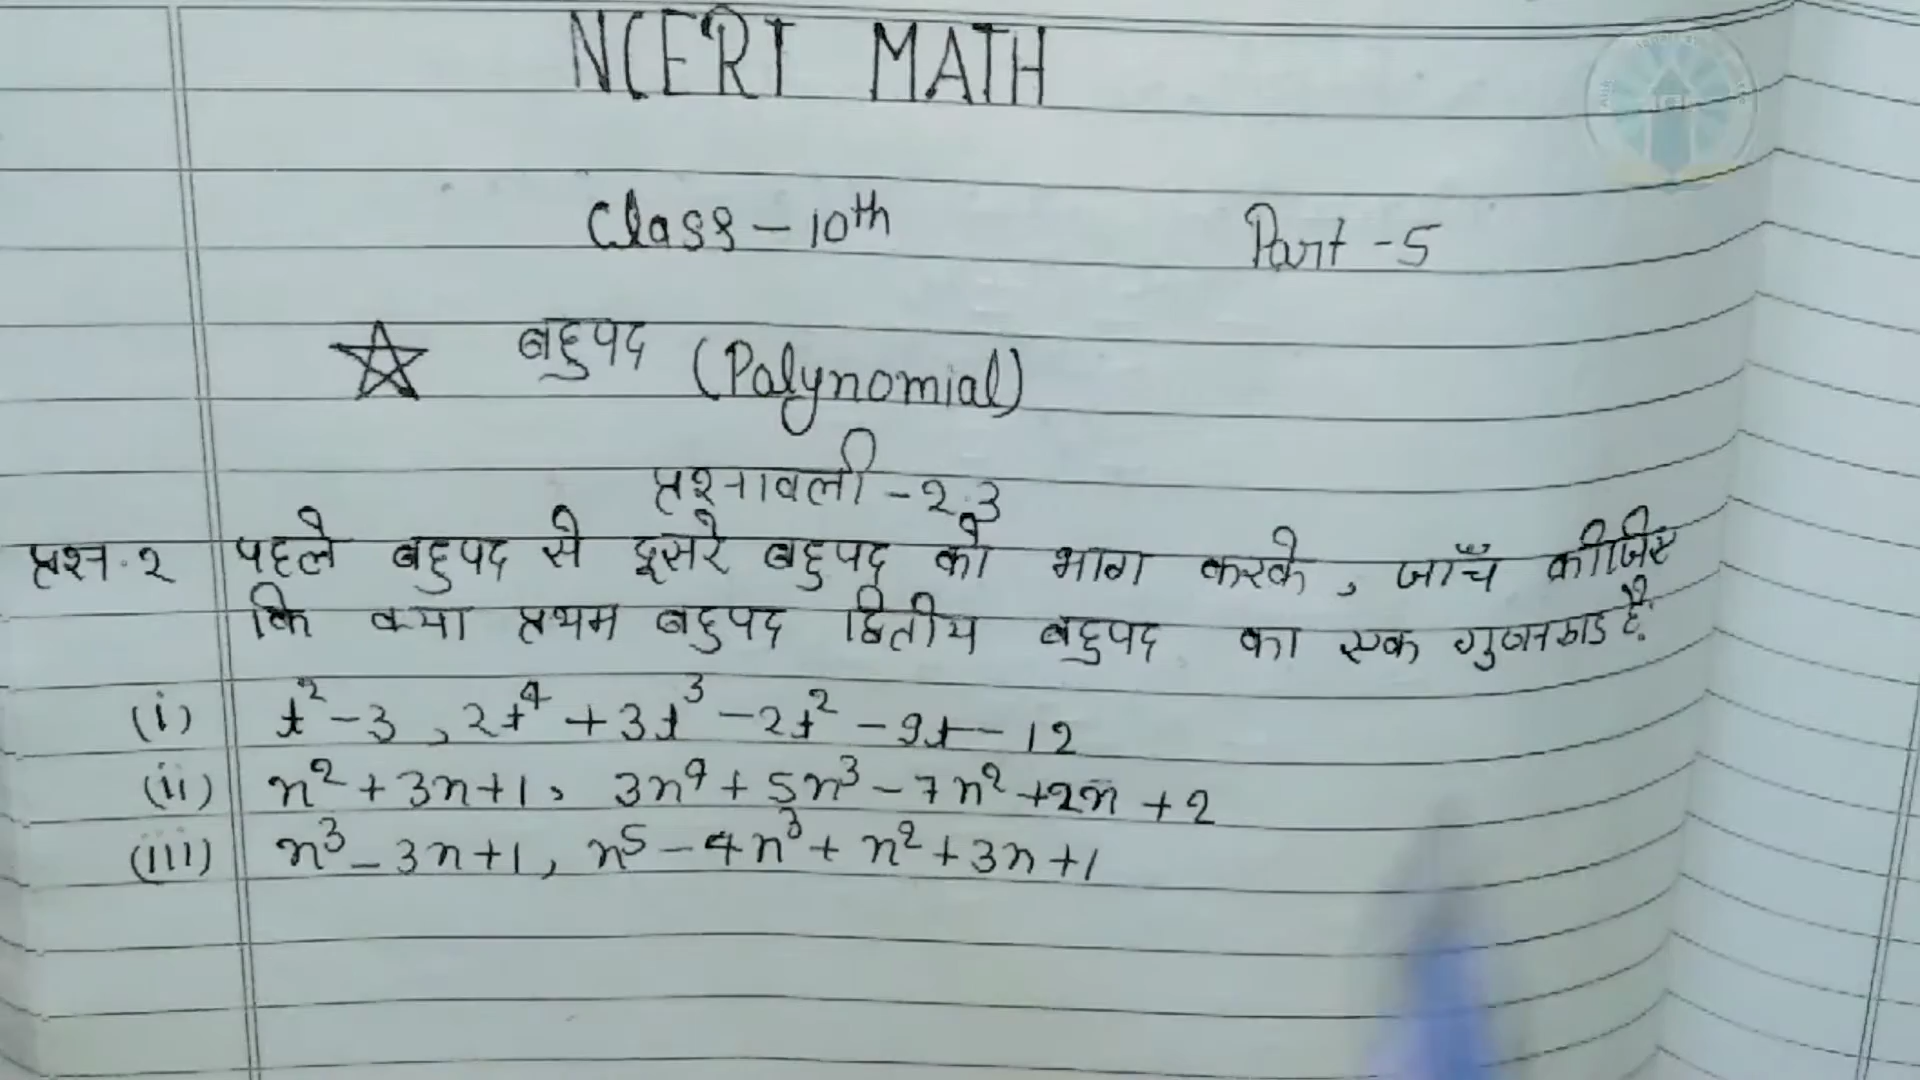 NCERT MATH
Class - 10th Part - 5
बहुपद (Polynomial)
प्रश्नावली - 2.3
प्रश्न. 2 पहले बहुपद से दूसरे बहुपद को भाग करके, जाँच कीजिए
कि क्या प्रथम बहुपद द्वितीय बहुपद का एक गुणनखंड है.
(i) t² - 3, 2t⁴ + 3t³ - 2t² - 9t - 12
(ii) x² + 3x + 1, 3x⁴ + 5x³ - 7x² + 2x + 2
(iii) x³ - 3x + 1, x⁵ - 4x³ + x² + 3x + 1